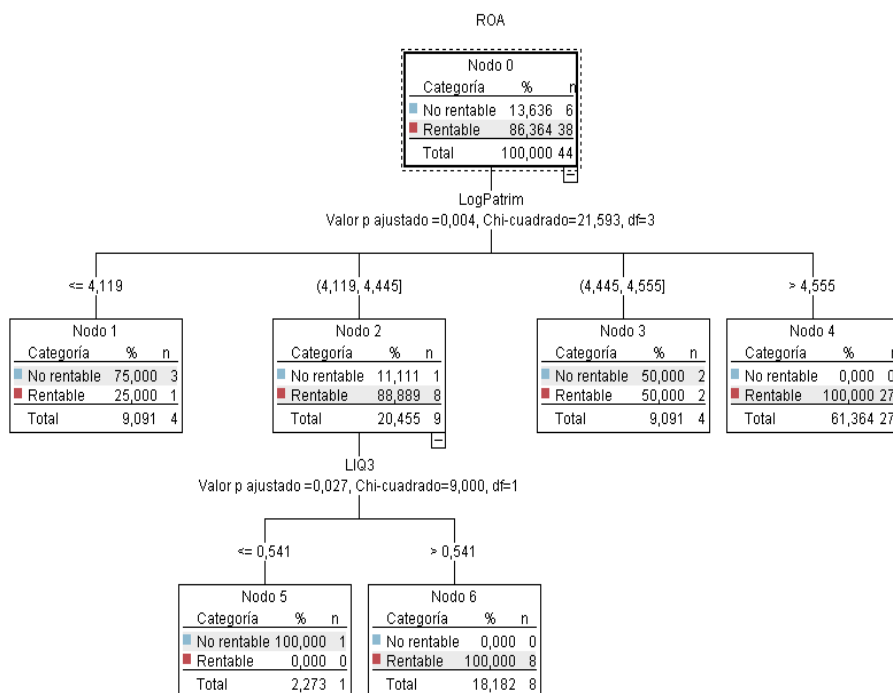 ROA
Nodo 0
Categoría % n
No rentable 13,636 6
Rentable 86,364 38
Total 100,000 44
LogPatrim
Valor p ajustado =0,004, Chi-cuadrado=21,593, df=3
<= 4,119
(4,119, 4,445]
(4,445, 4,555]
> 4,555
Nodo 1
Categoría % n
No rentable 75,000 3
Rentable 25,000 1
Total 9,091 4
Nodo 2
Categoría % n
No rentable 11,111 1
Rentable 88,889 8
Total 20,455 9
Nodo 3
Categoría % n
No rentable 50,000 2
Rentable 50,000 2
Total 9,091 4
Nodo 4
Categoría % n
No rentable 0,000 0
Rentable 100,000 27
Total 61,364 27
LIQ3
Valor p ajustado =0,027, Chi-cuadrado=9,000, df=1
<= 0,541
> 0,541
Nodo 5
Categoría % n
No rentable 100,000 1
Rentable 0,000 0
Total 2,273 1
Nodo 6
Categoría % n
No rentable 0,000 0
Rentable 100,000 8
Total 18,182 8